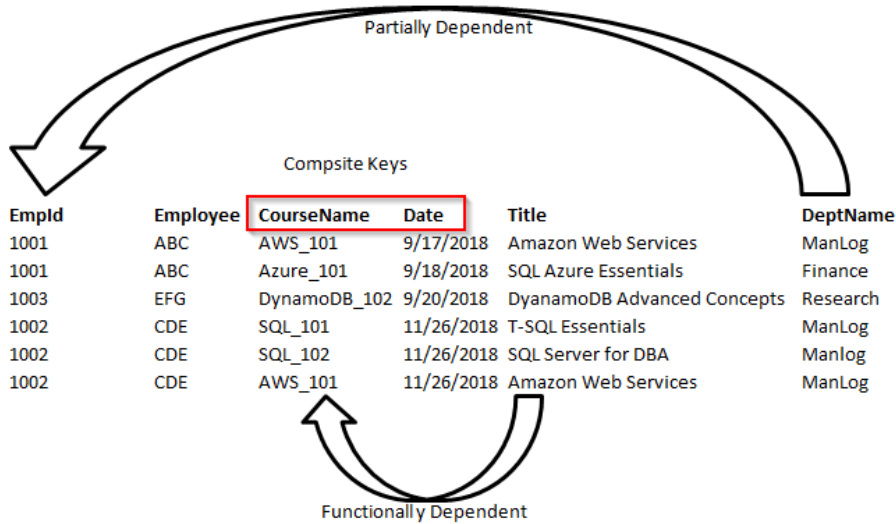 Partially Dependent
Compsite Keys
EmpId Employee CourseName Date Title DeptName
1001 ABC AWS_101 9/17/2018 Amazon Web Services ManLog
1001 ABC Azure_101 9/18/2018 SQL Azure Essentials Finance
1003 EFG DynamoDB_102 9/20/2018 DyanamoDB Advanced Concepts Research
1002 CDE SQL_101 11/26/2018 T-SQL Essentials ManLog
1002 CDE SQL_102 11/26/2018 SQL Server for DBA Manlog
1002 CDE AWS_101 11/26/2018 Amazon Web Services ManLog
Functionally Dependent